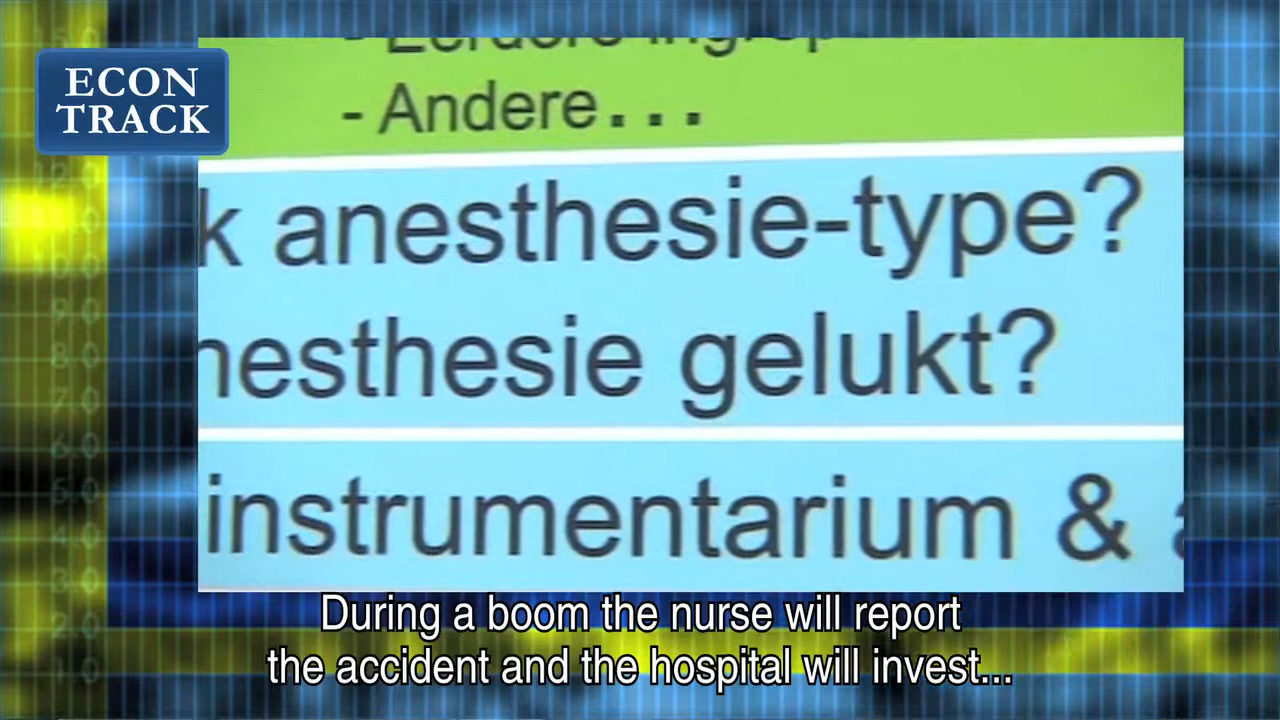 ECON
TRACK
- Andere...
k anesthesie-type?
nesthesie gelukt?
instrumentarium &
During a boom the nurse will report
the accident and the hospital will invest...